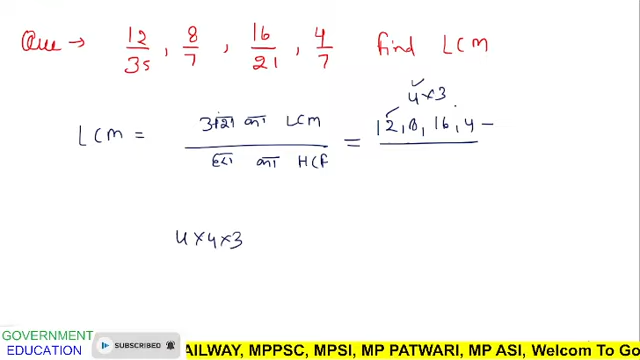 Que → 12/35, 8/7, 16/21, 4/7 find LCM
4×3
LCM = अंशो का LCM / हरो का HCF = 12, 8, 16, 4 –
4×4×3
GOVERNMENT
EDUCATION
SUBSCRIBED
AILWAY, MPPSC, MPSI, MP PATWARI, MP ASI, Welcom To Go